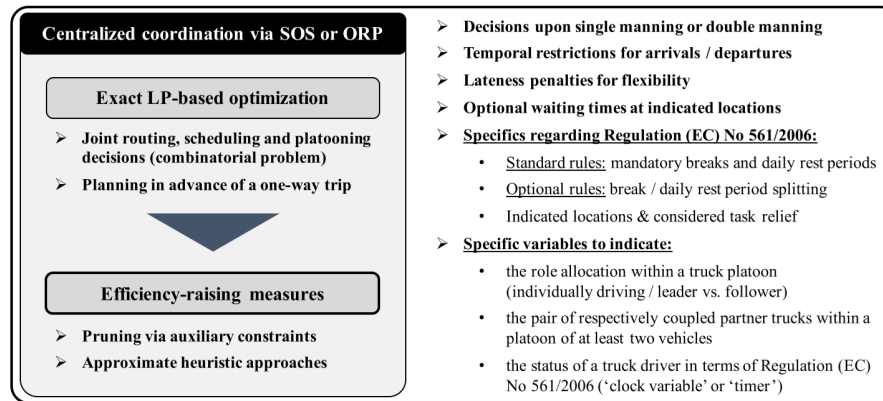 Centralized coordination via SOS or ORP
Exact LP-based optimization
➢ Joint routing, scheduling and platooning
decisions (combinatorial problem)
➢ Planning in advance of a one-way trip
Efficiency-raising measures
➢ Pruning via auxiliary constraints
➢ Approximate heuristic approaches
➢ Decisions upon single manning or double manning
➢ Temporal restrictions for arrivals / departures
➢ Lateness penalties for flexibility
➢ Optional waiting times at indicated locations
➢ Specifics regarding Regulation (EC) No 561/2006:
• Standard rules: mandatory breaks and daily rest periods
• Optional rules: break / daily rest period splitting
• Indicated locations & considered task relief
➢ Specific variables to indicate:
• the role allocation within a truck platoon
(individually driving / leader vs. follower)
• the pair of respectively coupled partner trucks within a
platoon of at least two vehicles
• the status of a truck driver in terms of Regulation (EC)
No 561/2006 (‘clock variable’ or ‘timer’)